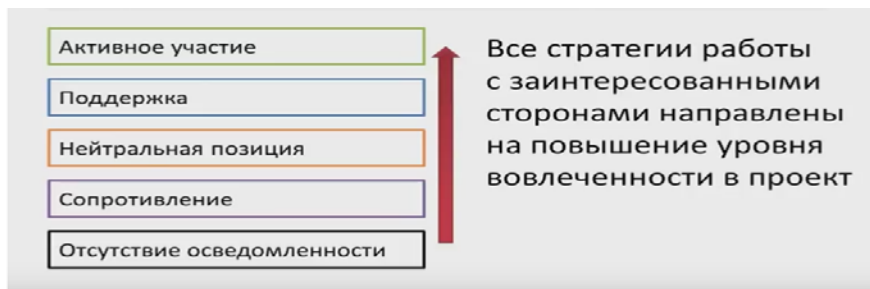 Активное участие
Поддержка
Нейтральная позиция
Сопротивление
Отсутствие осведомленности
Все стратегии работы
с заинтересованными
сторонами направлены
на повышение уровня
вовлеченности в проект